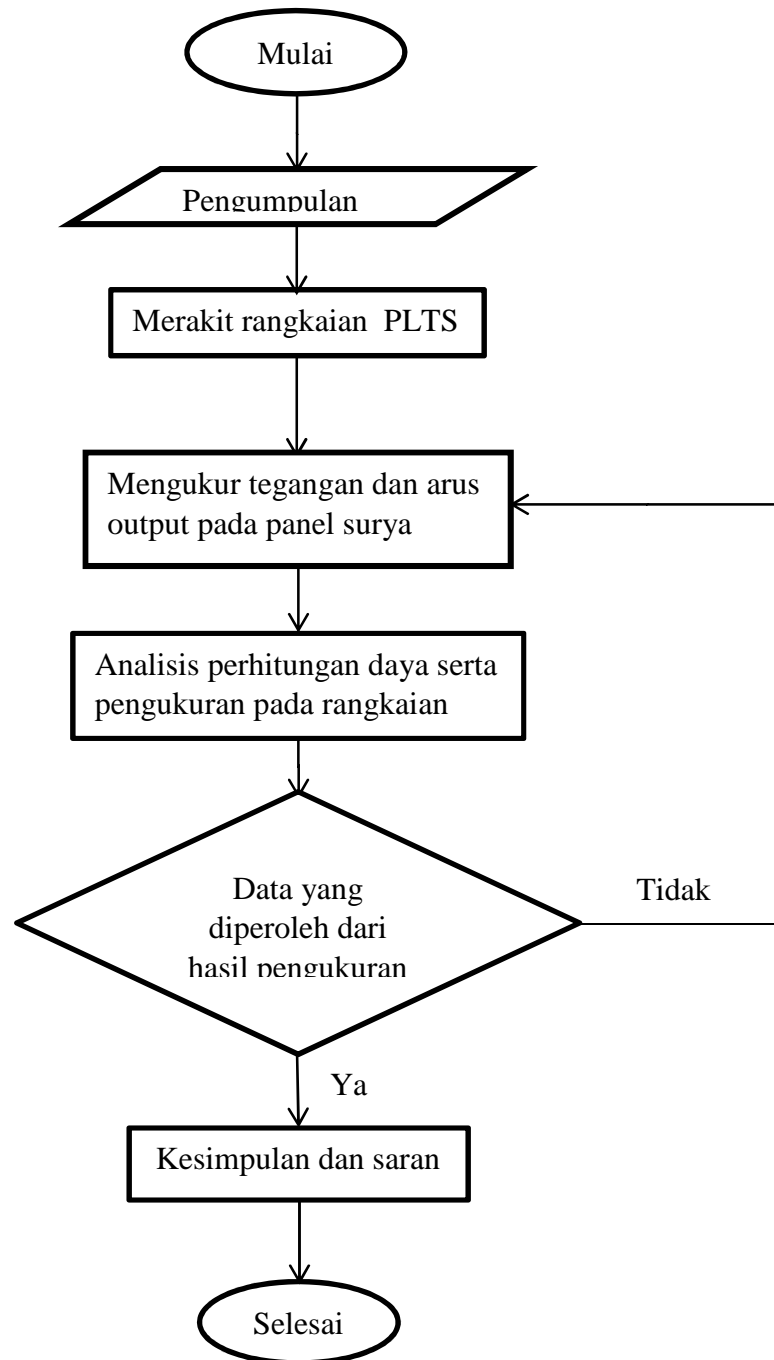 Mulai
Pengumpulan
Merakit rangkaian PLTS
Mengukur tegangan dan arus
output pada panel surya
Analisis perhitungan daya serta
pengukuran pada rangkaian
Data yang
diperoleh dari
hasil pengukuran
Tidak
Ya
Kesimpulan dan saran
Selesai